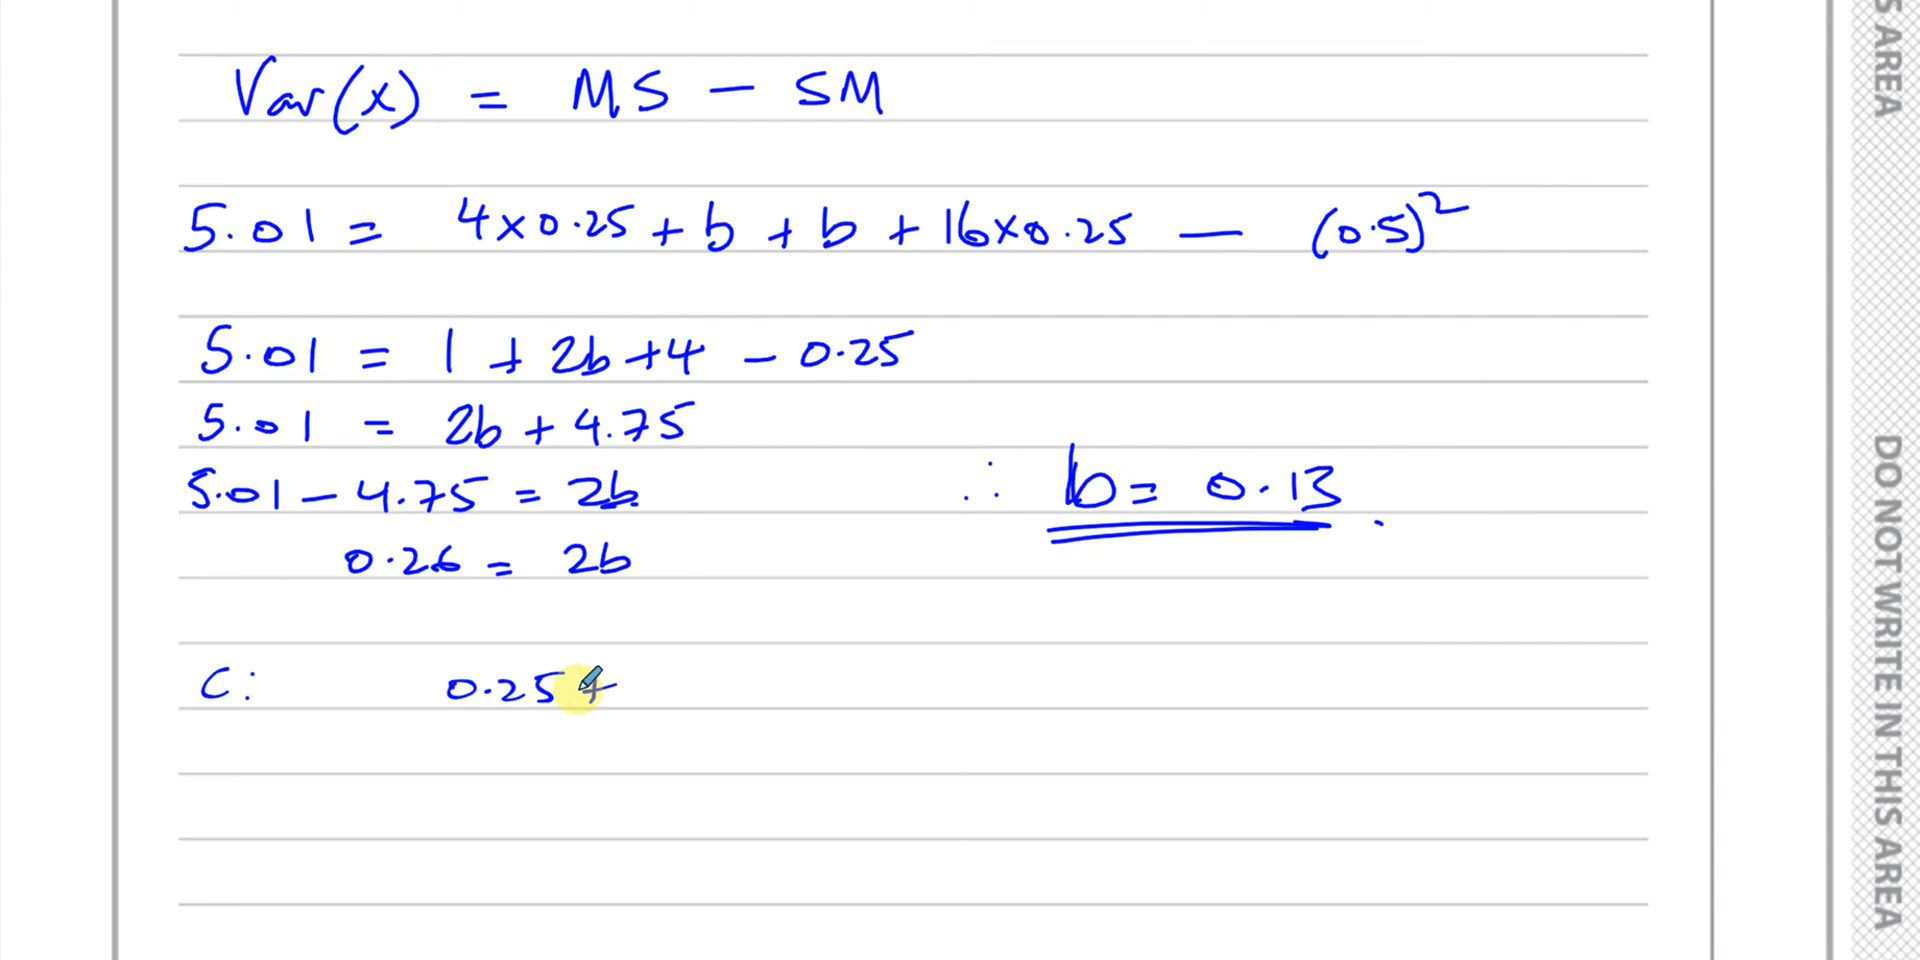 Var(x) = MS - SM
5.01 = 4×0.25 + b + b + 16×0.25 - (0.5)²
5.01 = 1 + 2b + 4 - 0.25
5.01 = 2b + 4.75
5.01 - 4.75 = 2b
∴ b = 0.13.
0.26 = 2b
C: 0.25 +
S AREA
DO NOT WRITE IN THIS AREA